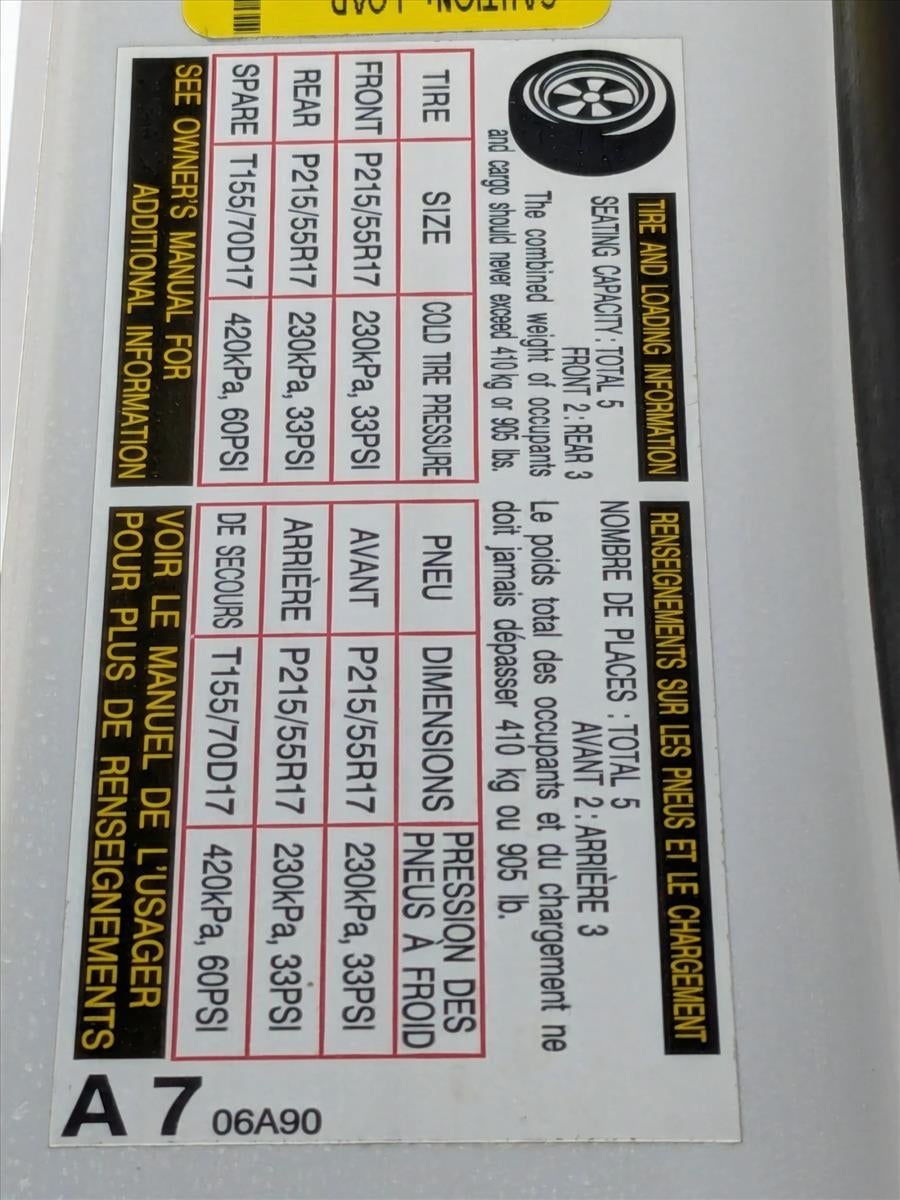 CAUTION: LOAD
TIRE AND LOADING INFORMATION
SEATING CAPACITY : TOTAL 5
FRONT 2 : REAR 3
The combined weight of occupants
and cargo should never exceed 410 kg or 905 lbs.
TIRE SIZE COLD TIRE PRESSURE
FRONT P215/55R17 230kPa, 33PSI
REAR P215/55R17 230kPa, 33PSI
SPARE T155/70D17 420kPa, 60PSI
SEE OWNER'S MANUAL FOR
ADDITIONAL INFORMATION
RENSEIGNEMENTS SUR LES PNEUS ET LE CHARGEMENT
NOMBRE DE PLACES : TOTAL 5
AVANT 2 : ARRIÈRE 3
Le poids total des occupants et du chargement ne
doit jamais dépasser 410 kg ou 905 lb.
PNEU DIMENSIONS PRESSION DES
PNEUS À FROID
AVANT P215/55R17 230kPa, 33PSI
ARRIÈRE P215/55R17 230kPa, 33PSI
DE SECOURS T155/70D17 420kPa, 60PSI
VOIR LE MANUEL DE L'USAGER
POUR PLUS DE RENSEIGNEMENTS
A 7 06A90